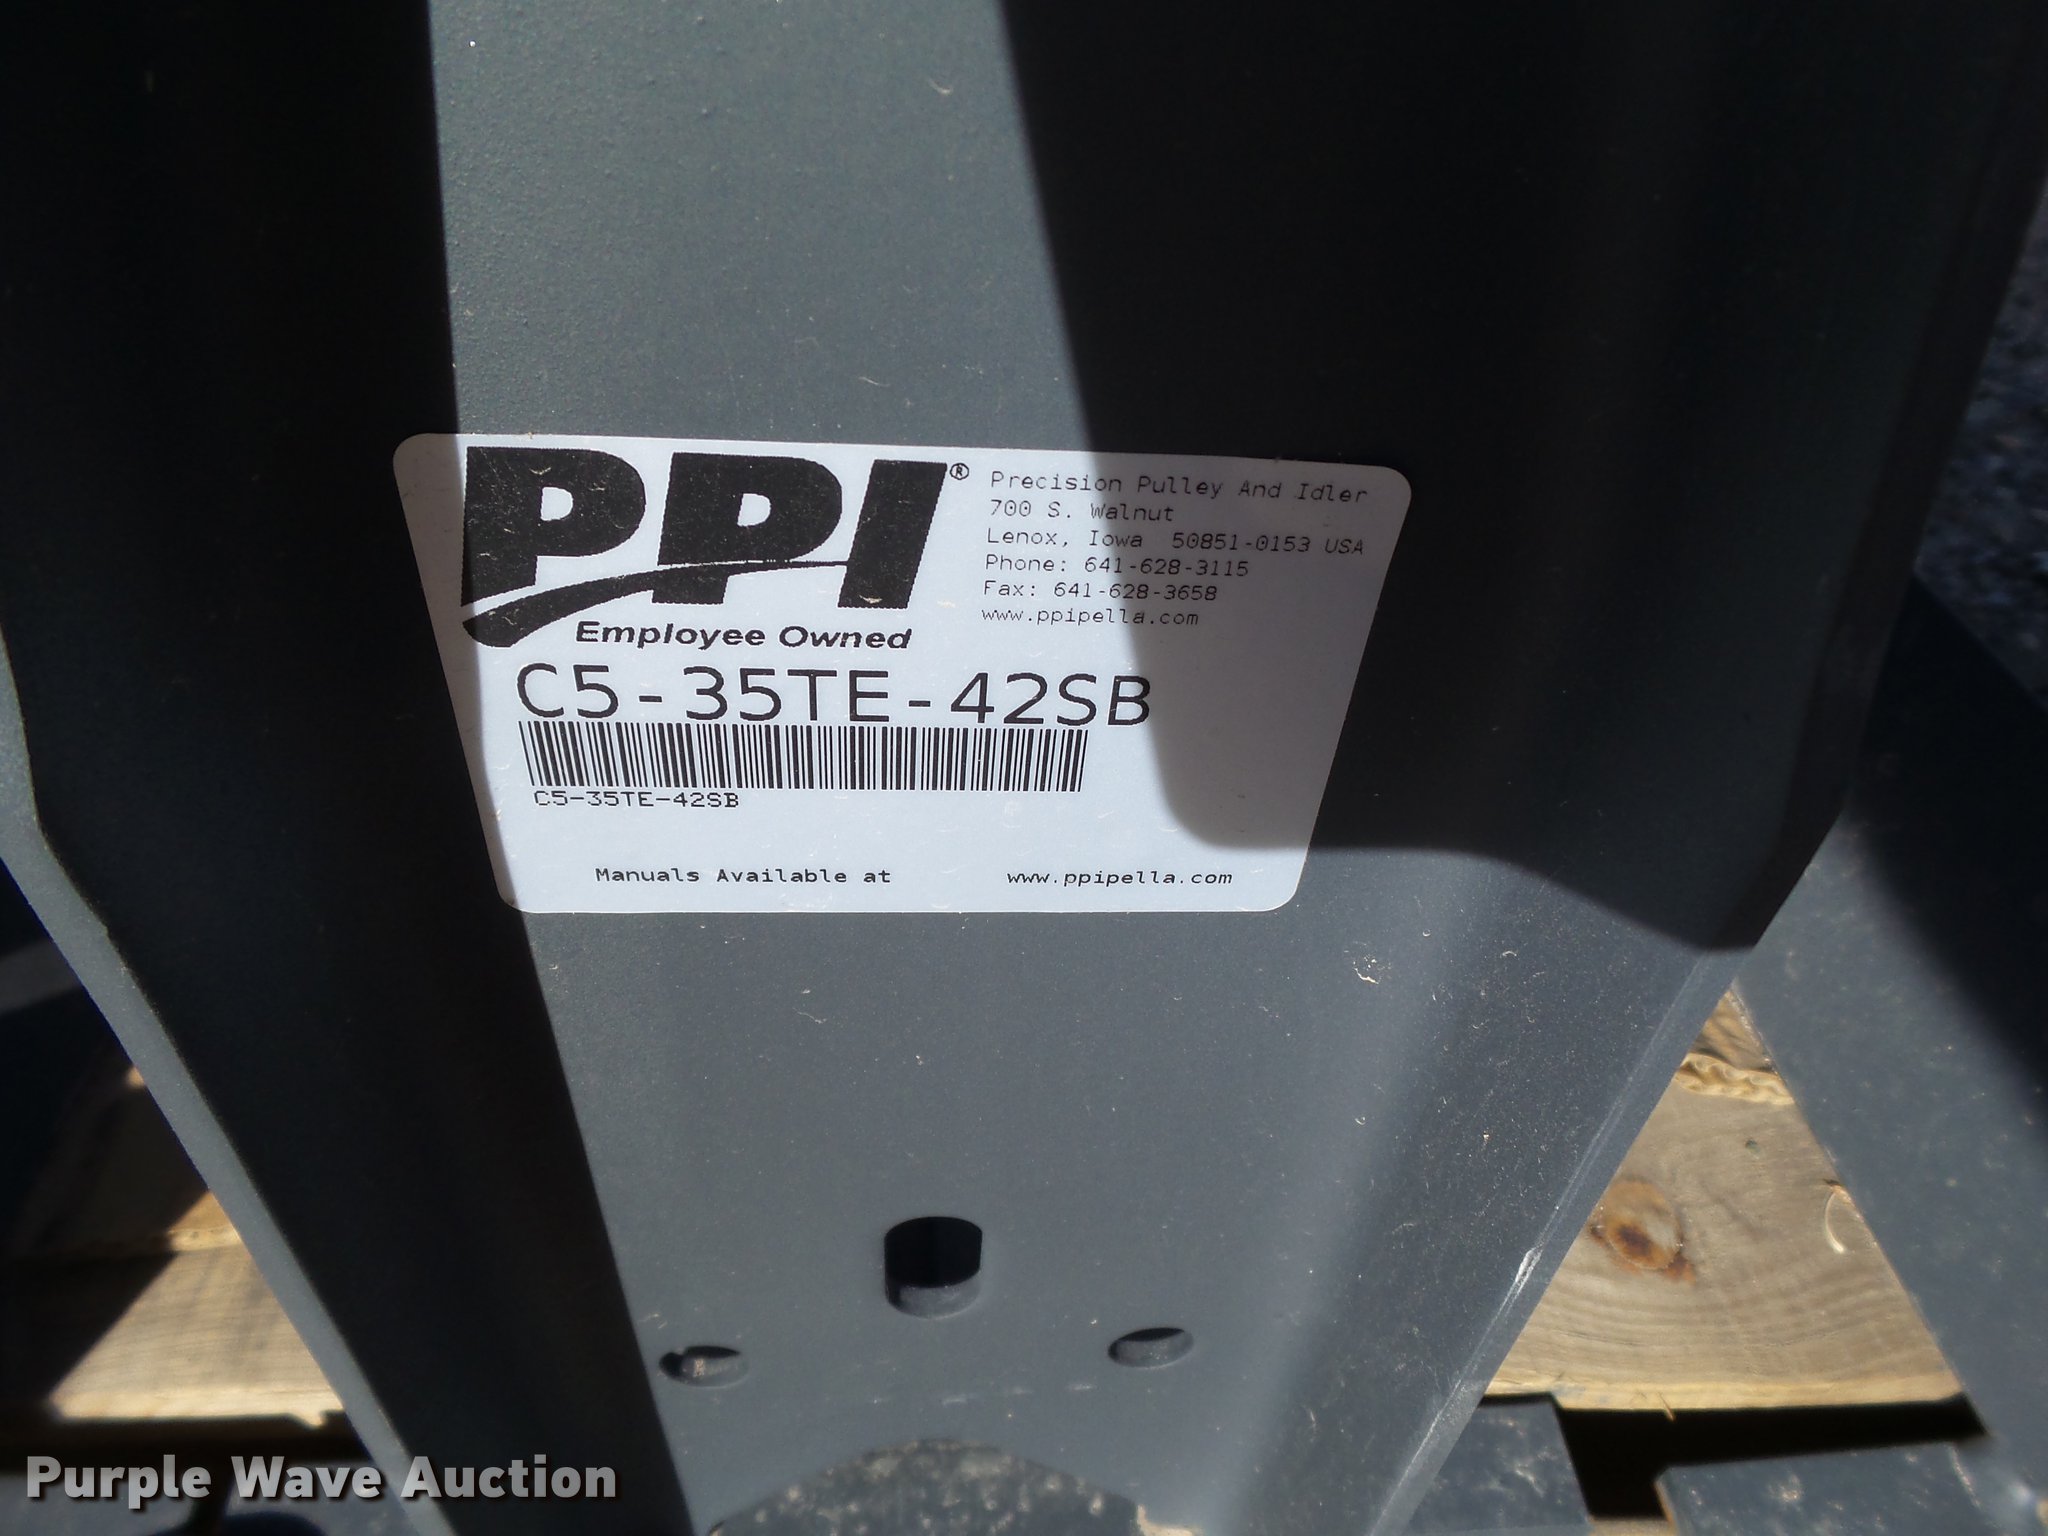 PPI®
Employee Owned
Precision Pulley And Idler
700 S. Walnut
Lenox, Iowa 50851-0153 USA
Phone: 641-628-3115
Fax: 641-628-3658
www.ppipella.com
C5-35TE-42SB
C5-35TE-42SB
Manuals Available at www.ppipella.com
Purple Wave Auction